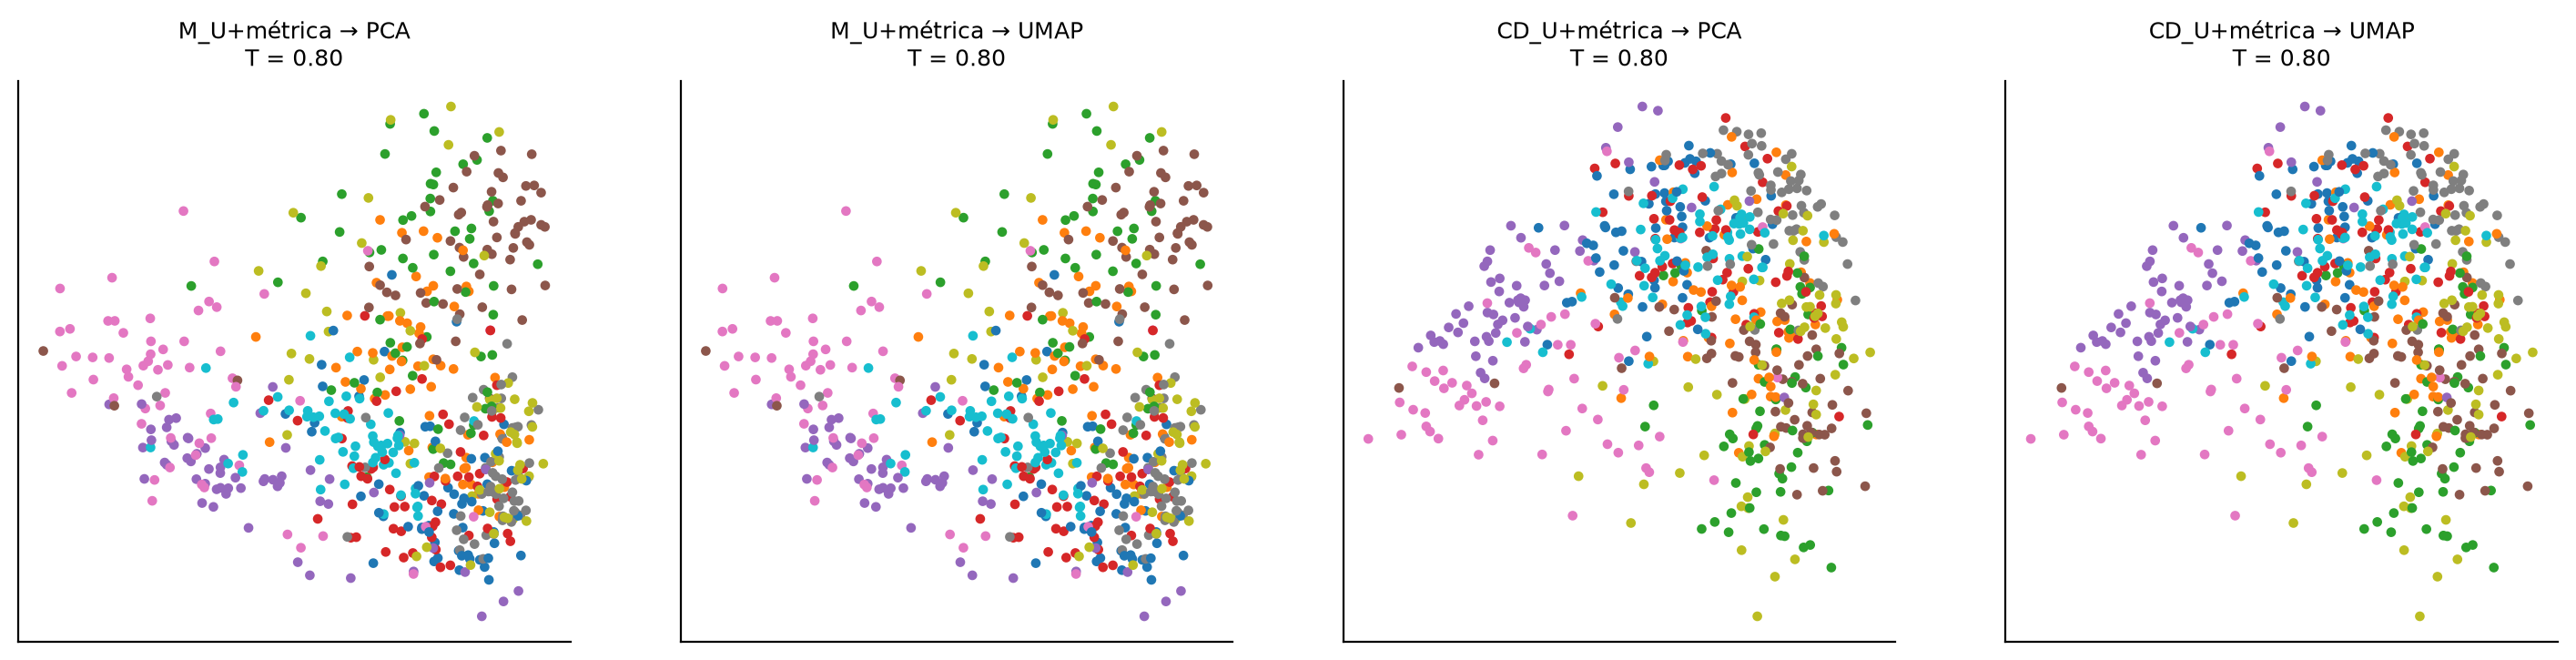 M_U+métrica → PCA
T = 0.80
M_U+métrica → UMAP
T = 0.80
CD_U+métrica → PCA
T = 0.80
CD_U+métrica → UMAP
T = 0.80